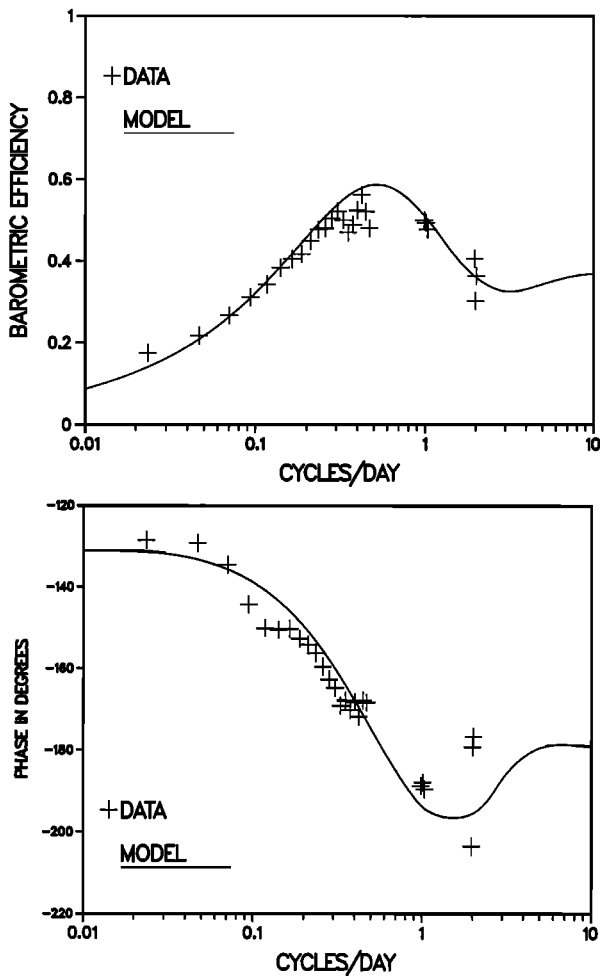 1
0.8
0.6
0.4
0.2
0
BAROMETRIC EFFICIENCY
+DATA
MODEL
0.01
0.1
1
10
CYCLES/DAY
-120
-140
-160
-180
-200
-220
PHASE IN DEGREES
+DATA
MODEL
0.01
0.1
1
10
CYCLES/DAY